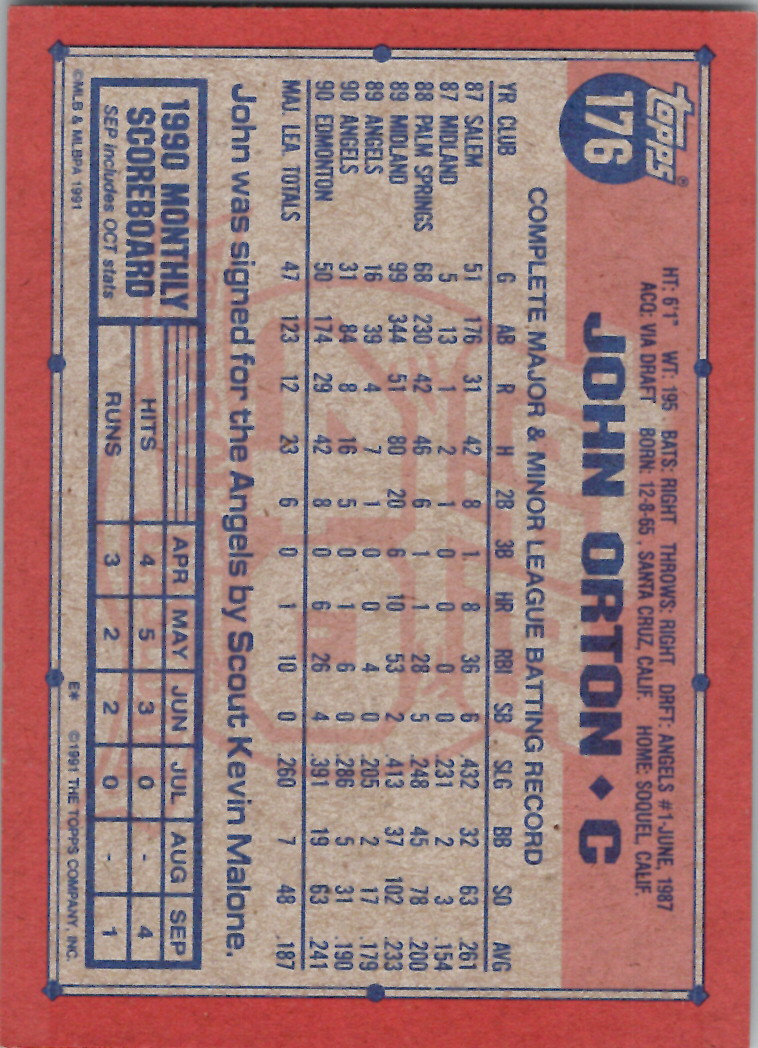 topps®
176
HT: 6'1" WT: 195 BATS: RIGHT THROWS: RIGHT DRFT: ANGELS #1-JUNE, 1987
ACQ: VIA DRAFT BORN: 12-8-65, SANTA CRUZ, CALIF. HOME: SOQUEL, CALIF.
JOHN ORTON ◆ C
COMPLETE MAJOR & MINOR LEAGUE BATTING RECORD
YR CLUB G AB R H 2B 3B HR RBI SB SLG BB SO AVG
87 SALEM 51 176 31 42 8 1 8 36 6 .432 32 63 .261
87 MIDLAND 5 13 1 2 1 0 0 0 0 .231 2 3 .154
88 PALM SPRINGS 68 230 42 46 6 1 1 28 5 .248 45 78 .200
89 MIDLAND 99 344 51 80 20 6 10 53 2 .413 37 102 .233
89 ANGELS 16 39 4 7 1 0 0 4 0 .205 2 17 .179
90 ANGELS 31 84 8 16 5 0 1 6 0 .286 5 31 .190
90 EDMONTON 50 174 29 42 8 0 6 26 4 .391 19 63 .241
MAJ. LEA. TOTALS 47 123 12 23 6 0 1 10 0 .260 7 48 .187
John was signed for the Angels by Scout Kevin Malone.
1990 MONTHLY
SCOREBOARD
SEP includes OCT stats
APR MAY JUN JUL AUG SEP
HITS 4 5 3 0 - 4
RUNS 3 2 2 0 - 1
©MLB & MLBPA 1991 E* ©1991 THE TOPPS COMPANY, INC.